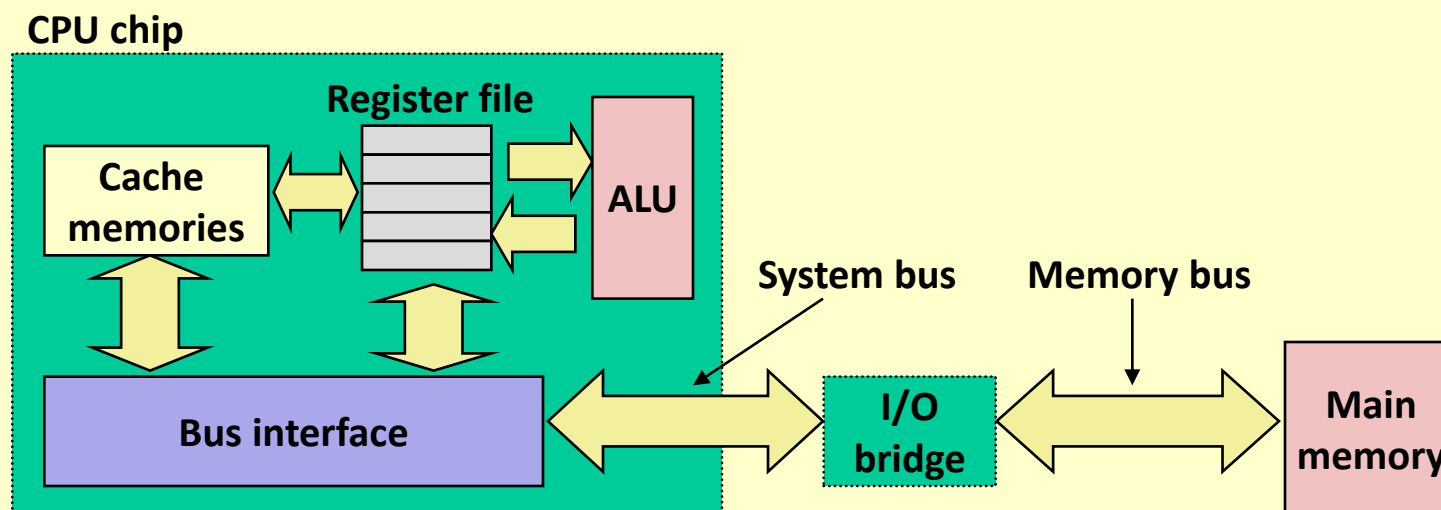 CPU chip
Register file
Cache
memories
ALU
System bus
Memory bus
Bus interface
I/O
bridge
Main
memory